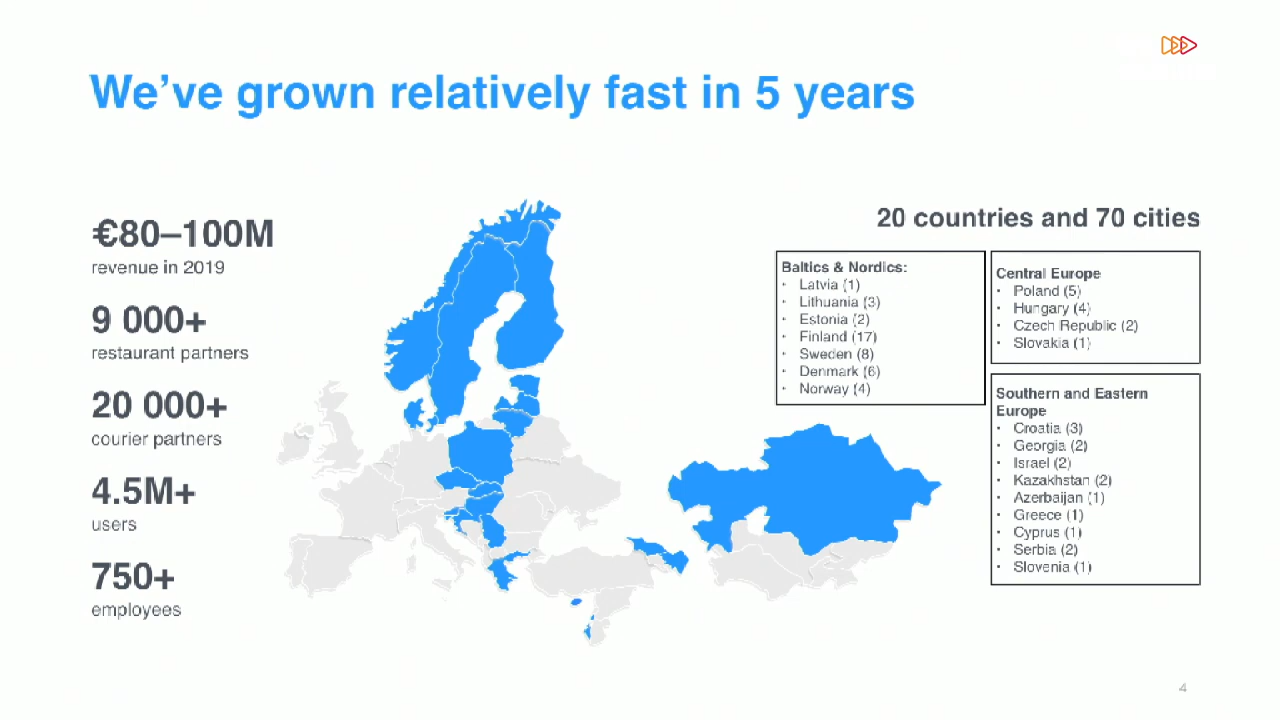 We've grown relatively fast in 5 years
€80–100M
revenue in 2019
9 000+
restaurant partners
20 000+
courier partners
4.5M+
users
750+
employees
20 countries and 70 cities
Baltics & Nordics:
• Latvia (1)
• Lithuania (3)
• Estonia (2)
• Finland (17)
• Sweden (8)
• Denmark (6)
• Norway (4)
Central Europe
• Poland (5)
• Hungary (4)
• Czech Republic (2)
• Slovakia (1)
Southern and Eastern
Europe
• Croatia (3)
• Georgia (2)
• Israel (2)
• Kazakhstan (2)
• Azerbaijan (1)
• Greece (1)
• Cyprus (1)
• Serbia (2)
• Slovenia (1)
4